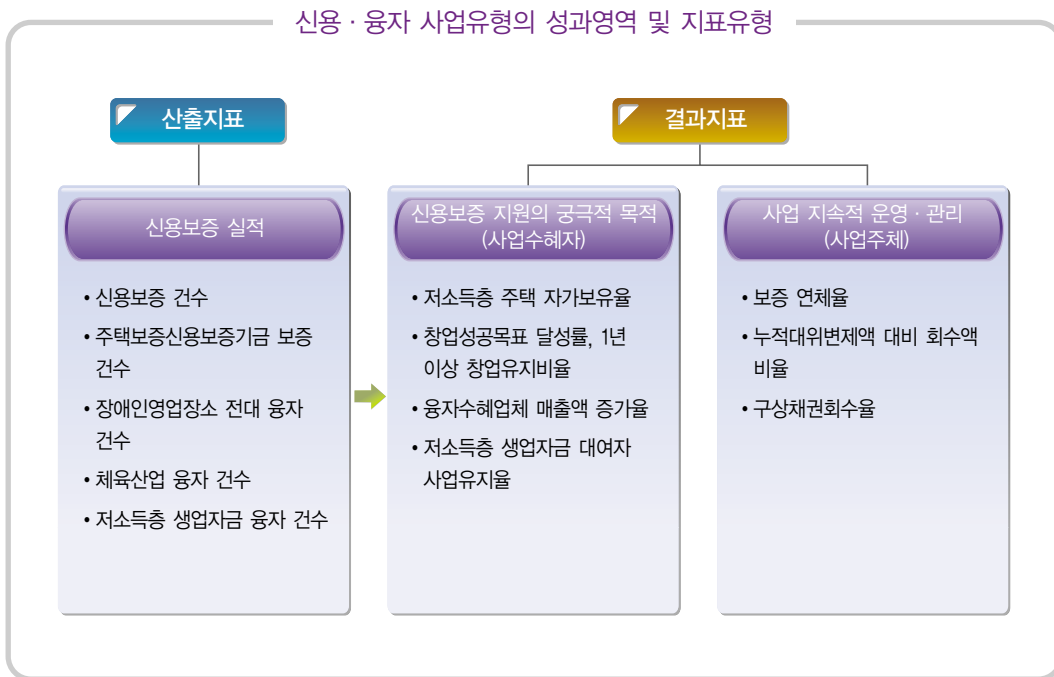 신용 · 융자 사업유형의 성과영역 및 지표유형
산출지표
결과지표
신용보증 실적
• 신용보증 건수
• 주택보증신용보증기금 보증
건수
• 장애인영업장소 전대 융자
건수
• 체육산업 융자 건수
• 저소득층 생업자금 융자 건수
신용보증 지원의 궁극적 목적
(사업수혜자)
• 저소득층 주택 자가보유율
• 창업성공목표 달성률, 1년
이상 창업유지비율
• 융자수혜업체 매출액 증가율
• 저소득층 생업자금 대여자
사업유지율
사업 지속적 운영 · 관리
(사업주체)
• 보증 연체율
• 누적대위변제액 대비 회수액
비율
• 구상채권회수율